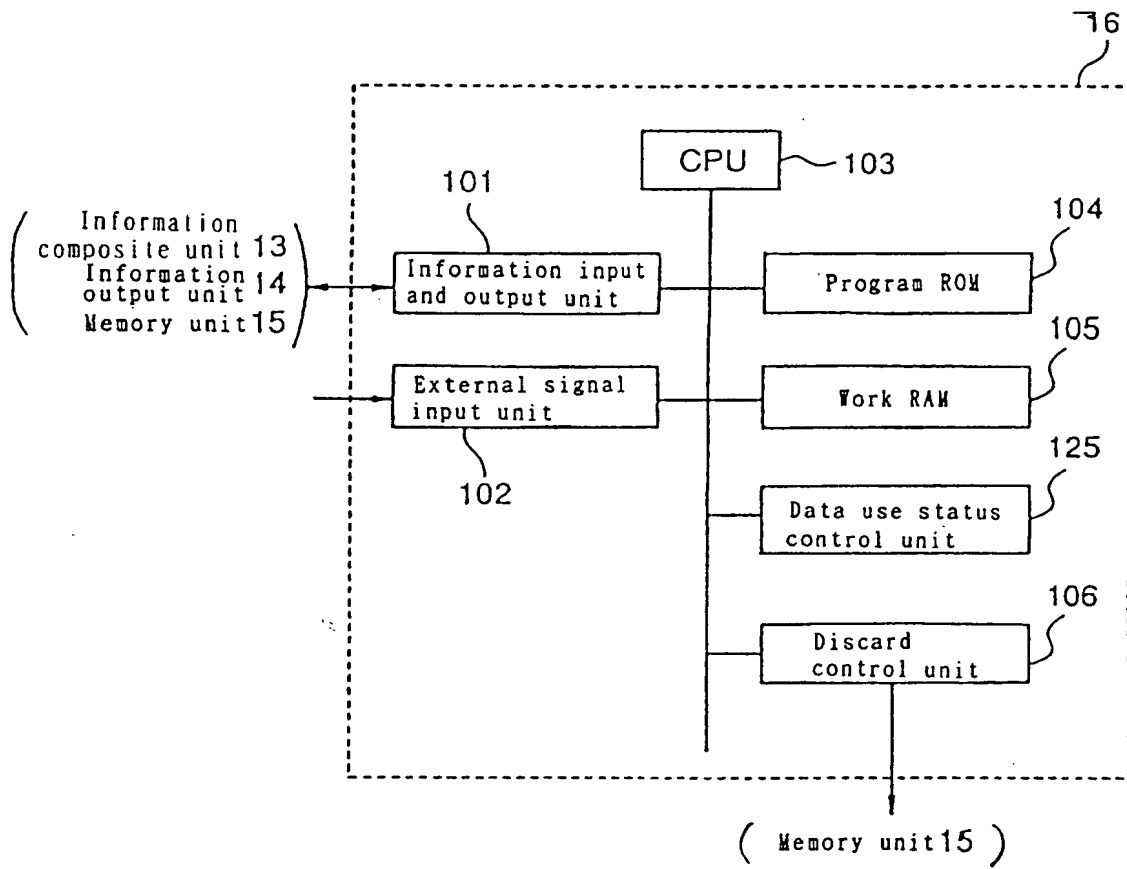 16
CPU
103
101
Information
composite unit 13
Information
output unit 14
Memory unit 15
Information input
and output unit
104
Program ROM
105
External signal
input unit
102
Work RAM
125
Data use status
control unit
106
Discard
control unit
( Memory unit 15 )